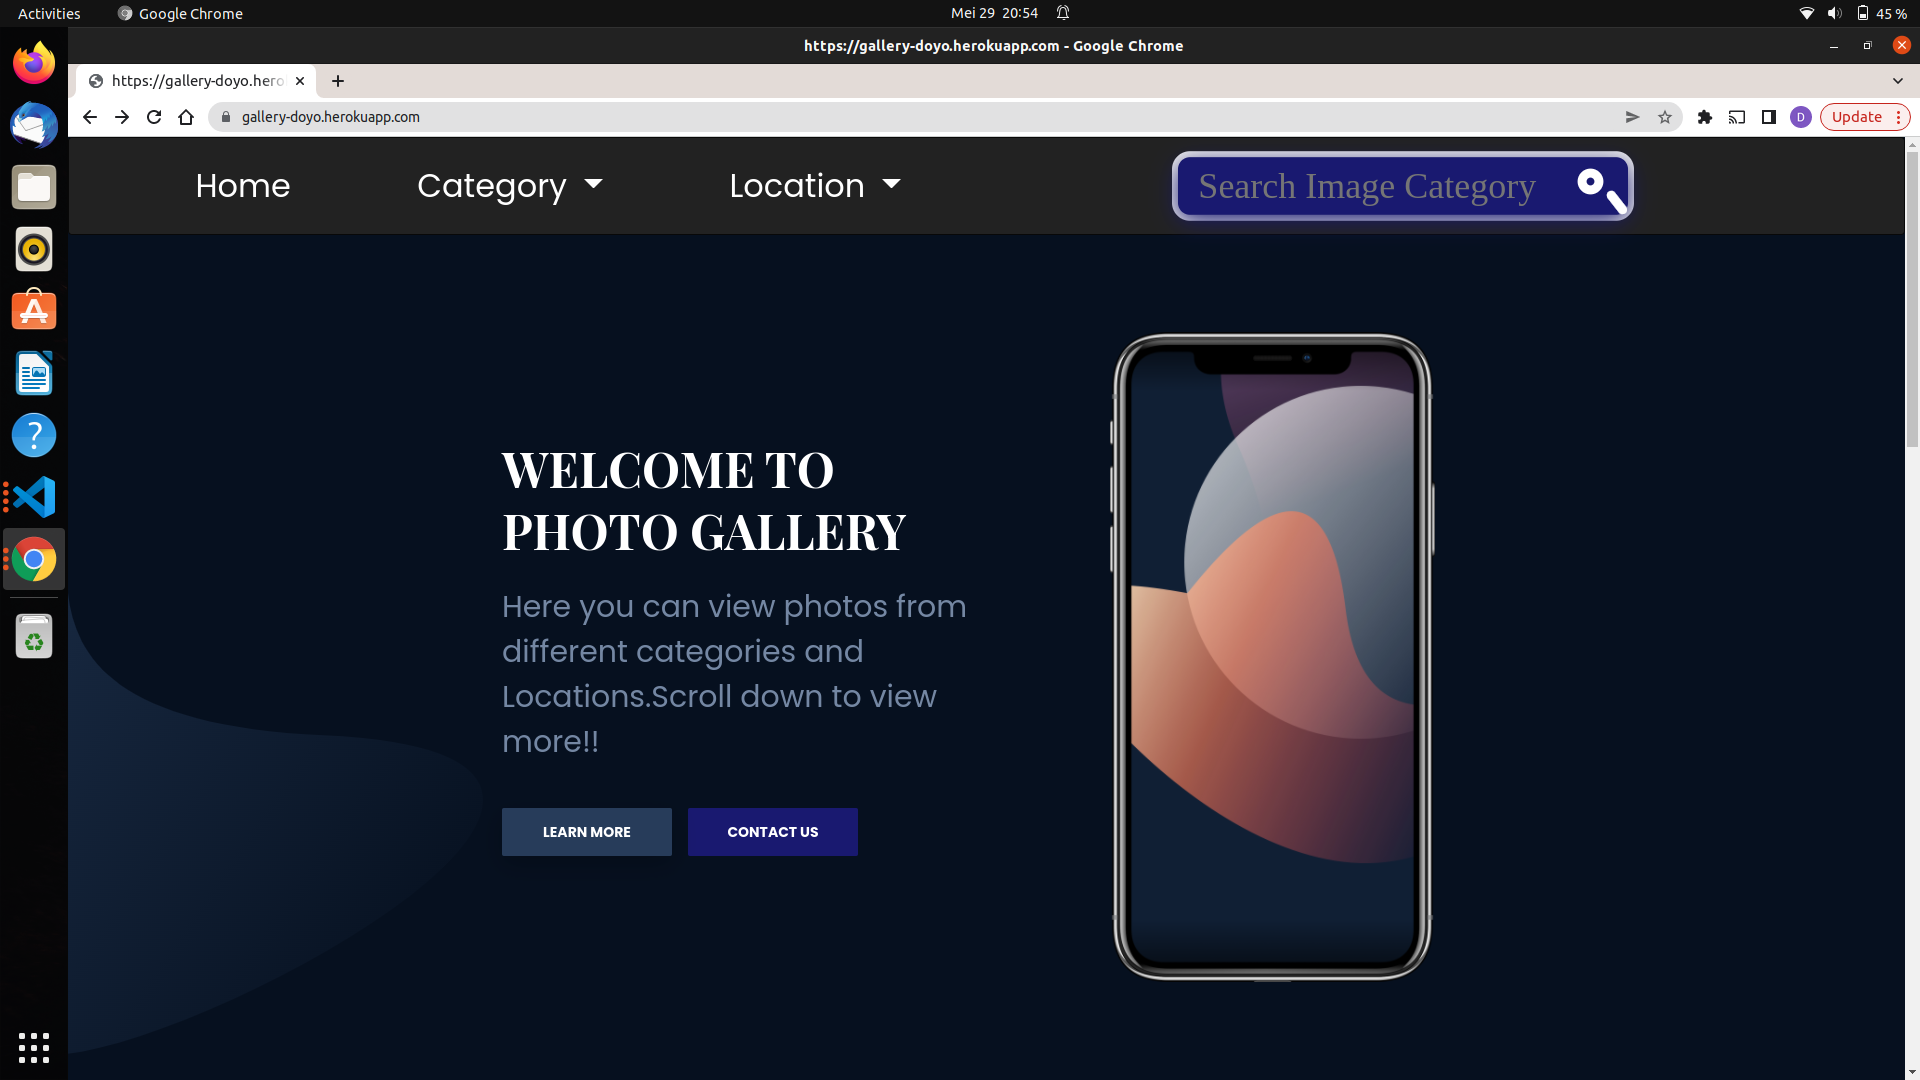 Activities
Google Chrome
Mei 29 20:54
45 %
https://gallery-doyo.herokuapp.com - Google Chrome
https://gallery-doyo.hero
gallery-doyo.herokuapp.com
D
Update
Home
Category
Location
Search Image Category
WELCOME TO
PHOTO GALLERY
Here you can view photos from
different categories and
Locations.Scroll down to view
more!!
LEARN MORE
CONTACT US